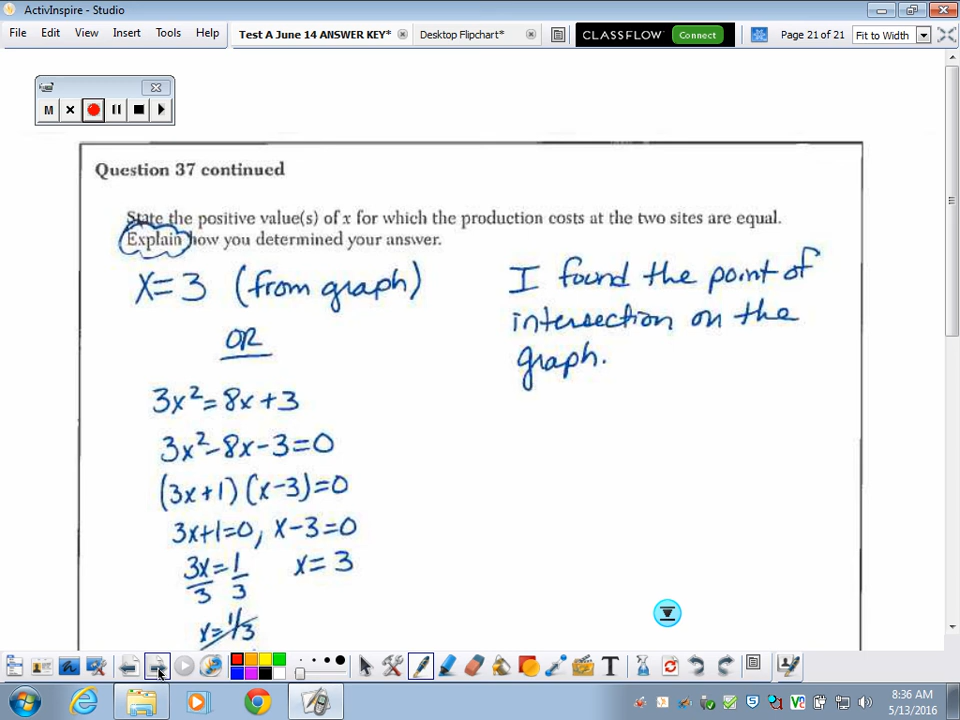 ActivInspire - Studio
File Edit View Insert Tools Help
Test A June 14 ANSWER KEY*
Desktop Flipchart*
CLASSFLOW Connect
Page 21 of 21
Fit to Width
M
Question 37 continued
State the positive value(s) of x for which the production costs at the two sites are equal.
Explain how you determined your answer.
x=3 (from graph)
OR
3x²=8x+3
3x²-8x-3=0
(3x+1)(x-3)=0
3x+1=0, x-3=0
3x=1 x=3
3 3
x=1/3
I found the point of
intersection on the
graph.
T
8:36 AM
5/13/2016